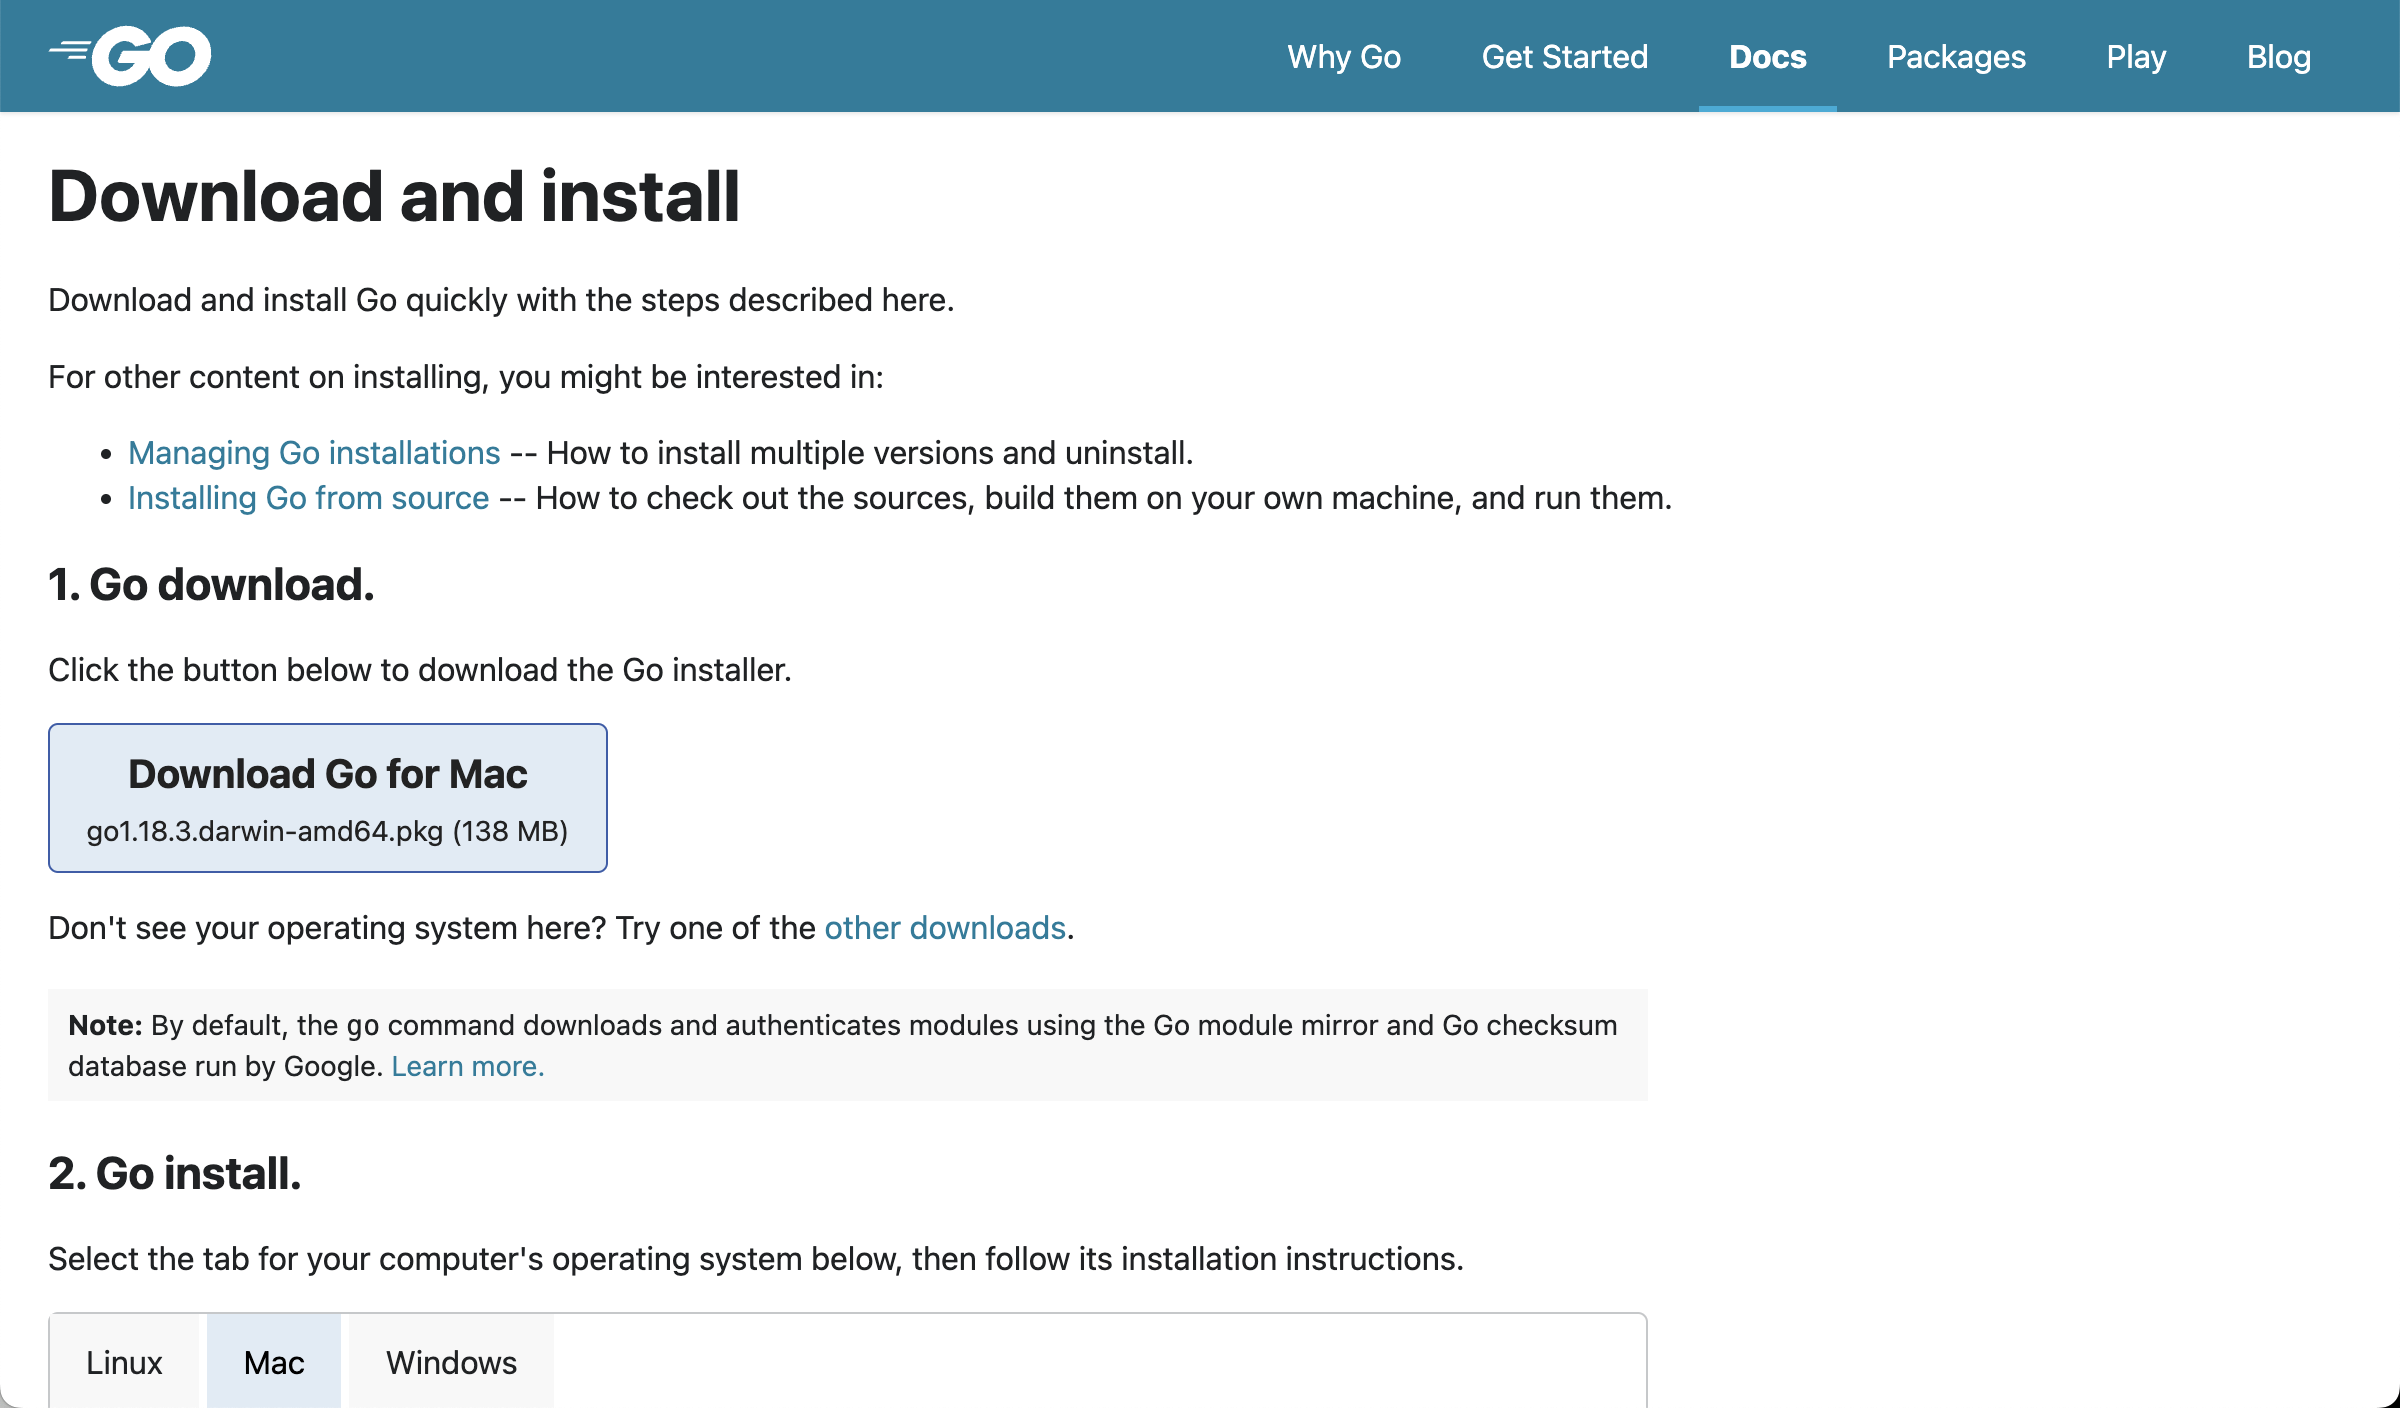 GO
Why Go
Get Started
Docs
Packages
Play
Blog
Download and install
Download and install Go quickly with the steps described here.
For other content on installing, you might be interested in:
• Managing Go installations -- How to install multiple versions and uninstall.
• Installing Go from source -- How to check out the sources, build them on your own machine, and run them.
1. Go download.
Click the button below to download the Go installer.
Download Go for Mac
go1.18.3.darwin-amd64.pkg (138 MB)
Don't see your operating system here? Try one of the other downloads.
Note: By default, the go command downloads and authenticates modules using the Go module mirror and Go checksum
database run by Google. Learn more.
2. Go install.
Select the tab for your computer's operating system below, then follow its installation instructions.
Linux
Mac
Windows